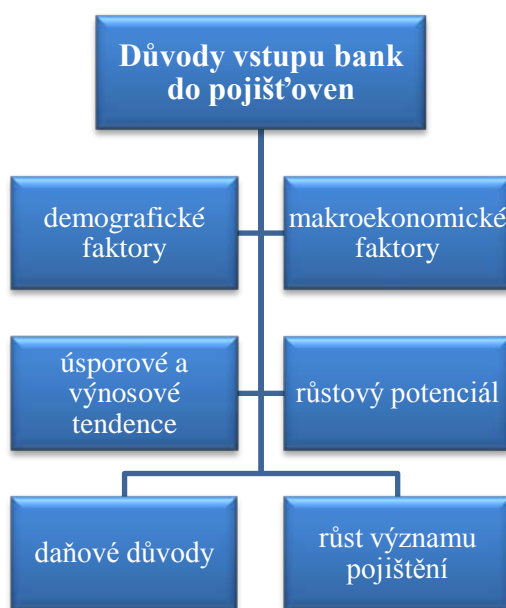 Důvody vstupu bank
do pojišťoven
demografické
faktory
makroekonomické
faktory
úsporové a
výnosové
tendence
růstový potenciál
daňové důvody
růst významu
pojištění